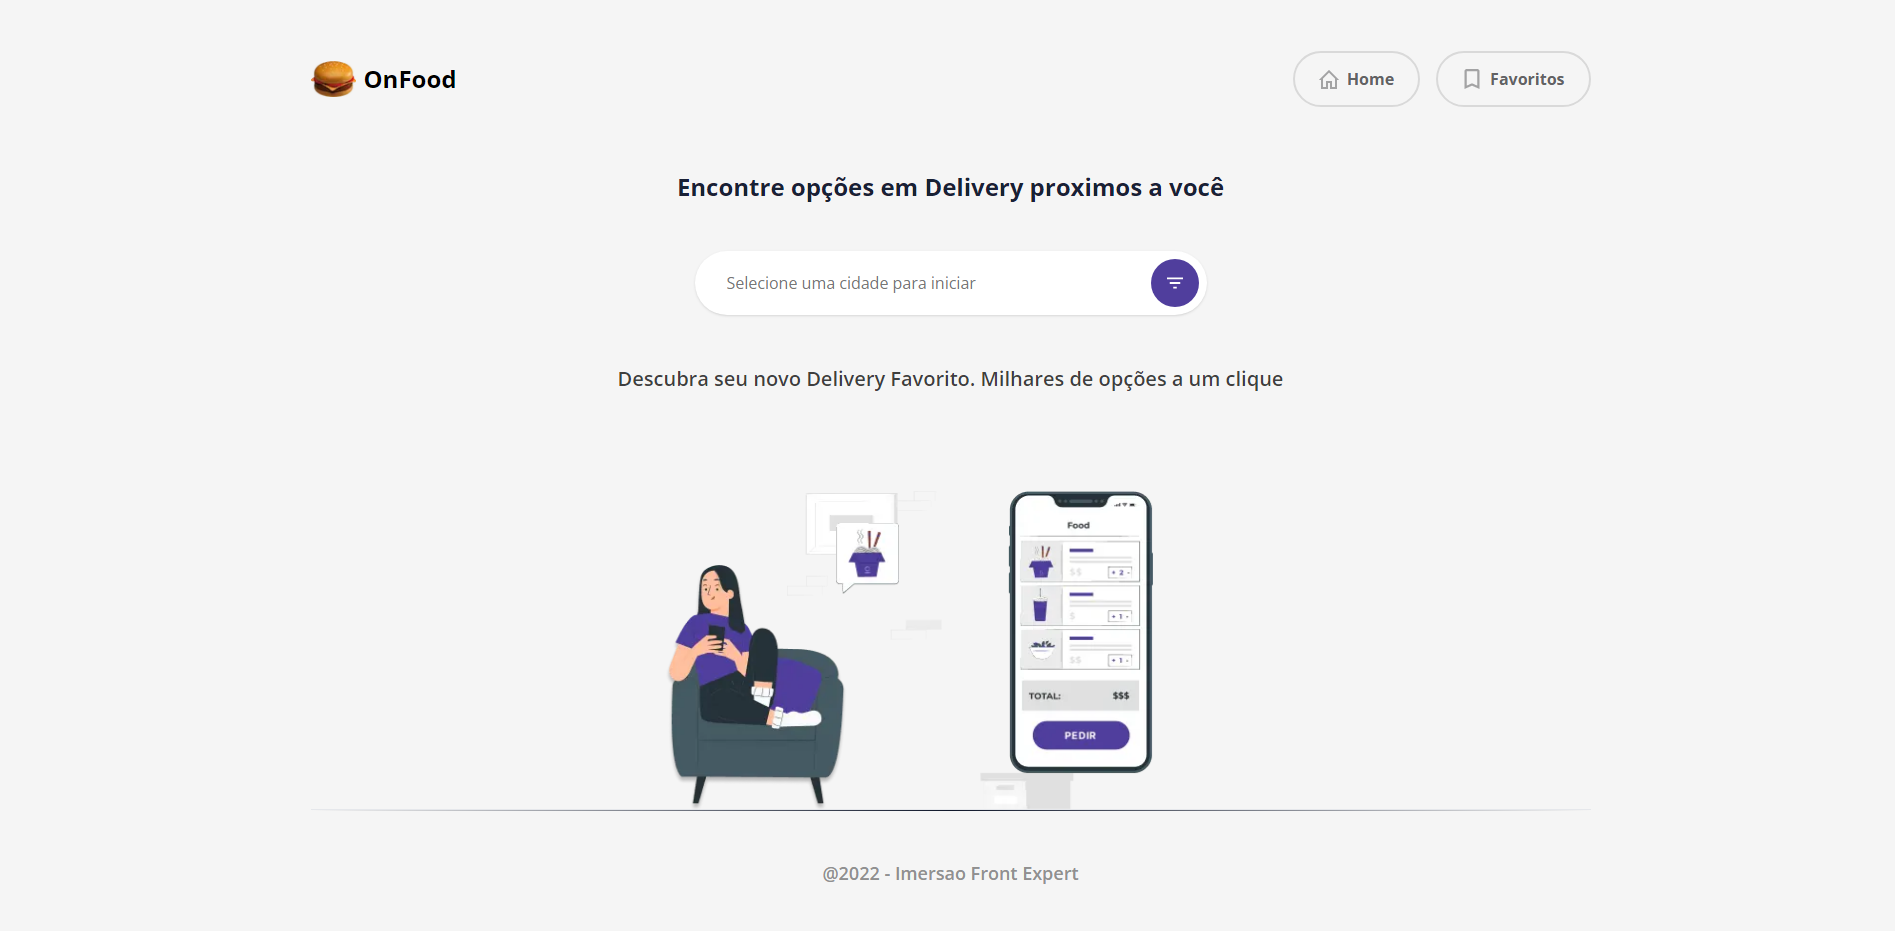 OnFood
Home
Favoritos
Encontre opções em Delivery proximos a você
Selecione uma cidade para iniciar
Descubra seu novo Delivery Favorito. Milhares de opções a um clique
Food
$$
+ 2 -
$
+ 1 -
$$
+ 1 -
TOTAL: $$$
PEDIR
@2022 - Imersao Front Expert